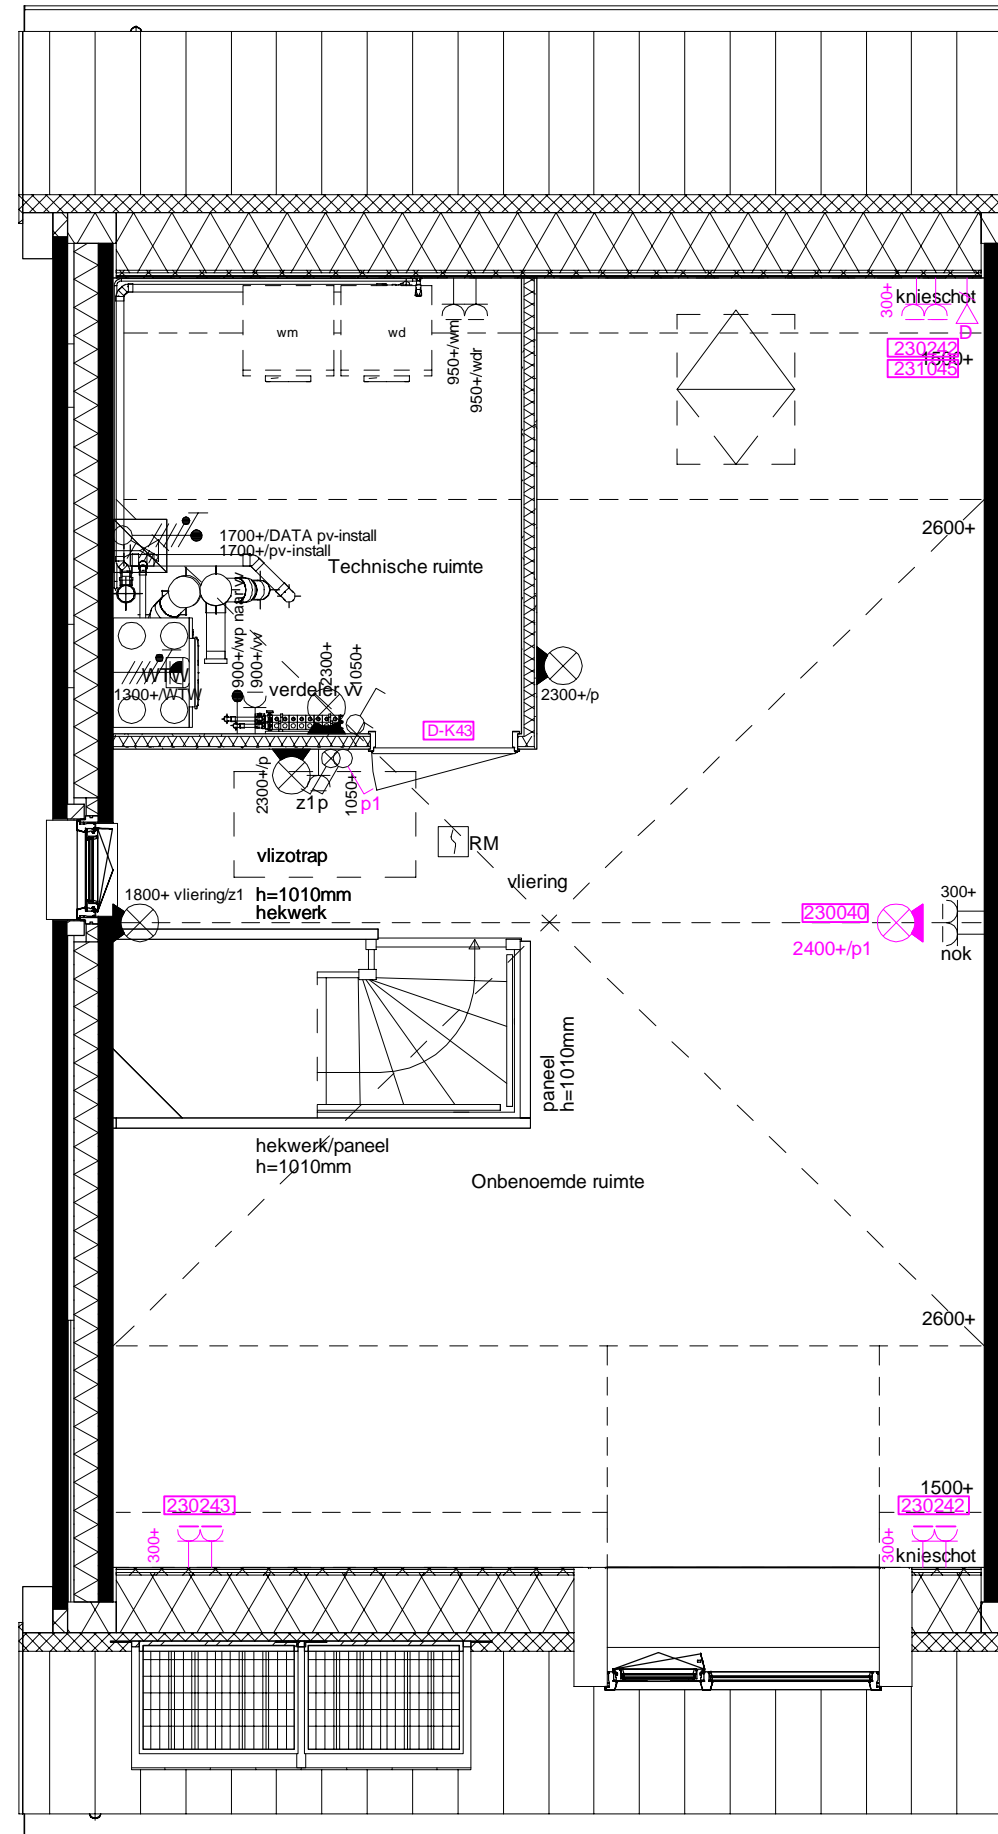 300+
knieschot
D
230242
1500+
231045
wm
wd
950+/wm
950+/wdr
2600+
1700+/DATA pv-install
1700+/pv-install
Technische ruimte
900+/wp naar vv
900+/vv
WTW
1300+/WTW
verdeler vv
2300+
1050+
2300+/p
D-K43
2300+/p
z1p
1050+
p1
RM
vlizotrap
vliering
1800+ vliering/z1
h=1010mm
hekwerk
230040
2400+/p1
300+
nok
paneel
h=1010mm
hekwerk/paneel
h=1010mm
Onbenoemde ruimte
2600+
1500+
230243
300+
230242
300+
knieschot